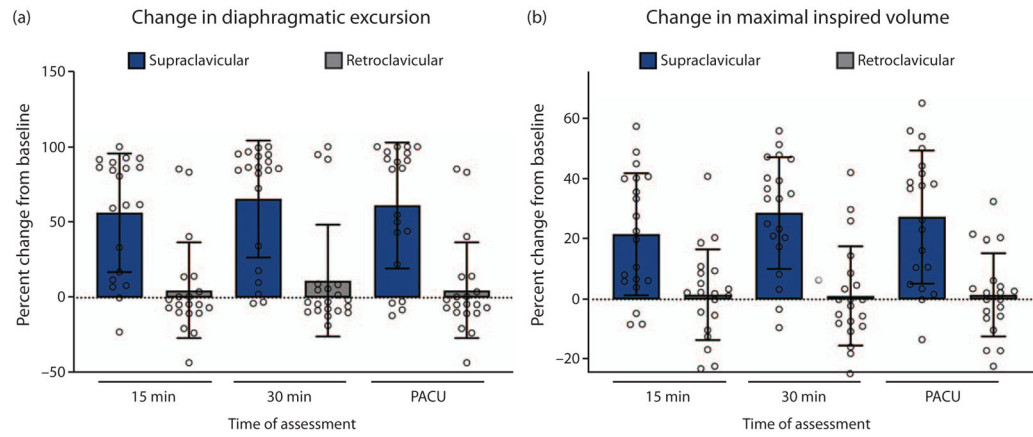 (a)
Change in diaphragmatic excursion
Supraclavicular
Retroclavicular
Percent change from baseline
150
100
50
0
–50
15 min
30 min
PACU
Time of assessment
(b)
Change in maximal inspired volume
Supraclavicular
Retroclavicular
Percent change from baseline
60
40
20
0
–20
15 min
30 min
PACU
Time of assessment